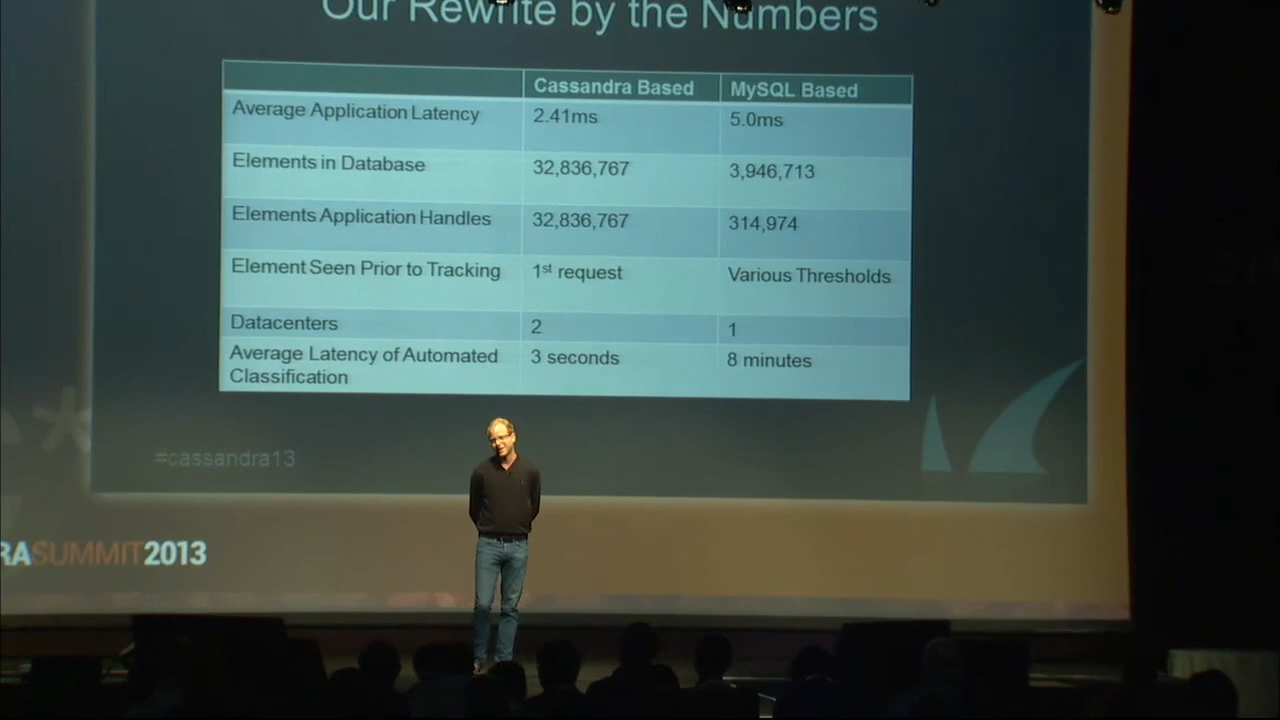 Our Rewrite by the Numbers
Cassandra Based MySQL Based
Average Application Latency 2.41ms 5.0ms
Elements in Database 32,836,767 3,946,713
Elements Application Handles 32,836,767 314,974
Element Seen Prior to Tracking 1st request Various Thresholds
Datacenters 2 1
Average Latency of Automated 3 seconds 8 minutes
Classification
#cassandra13
RASUMMIT2013